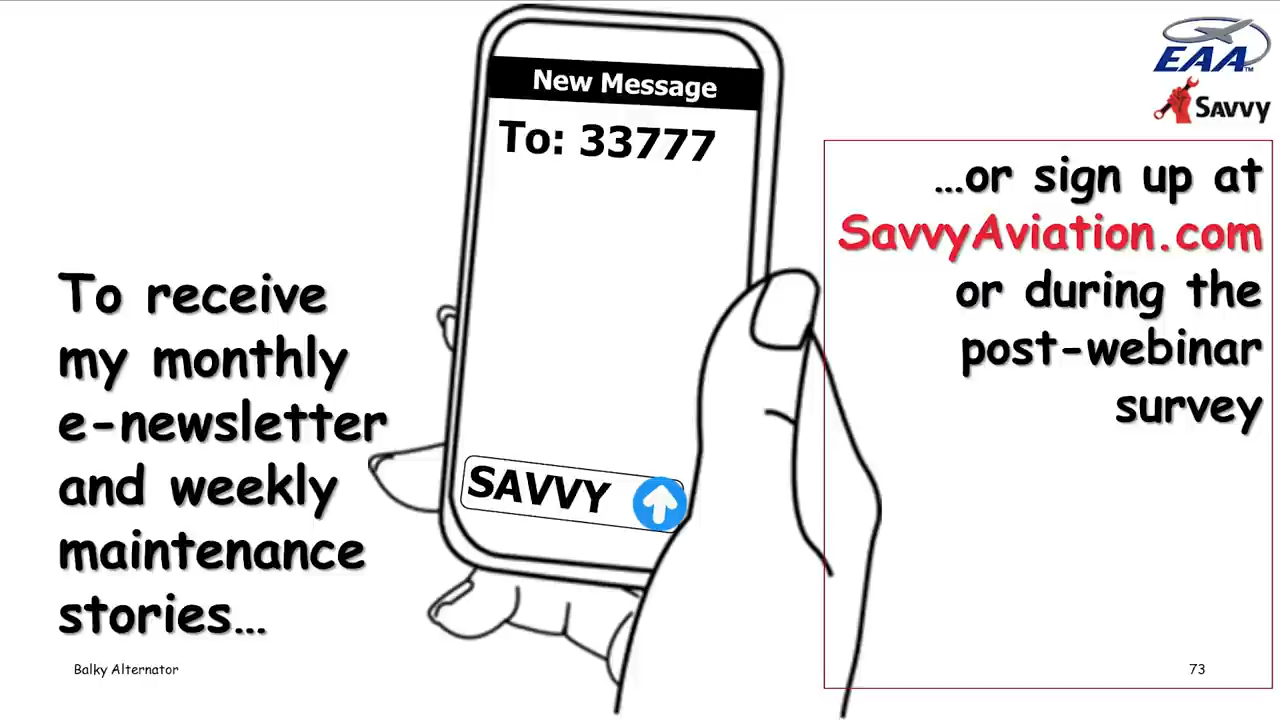 EAA™
SAVVY
New Message
To: 33777
SAVVY
To receive
my monthly
e-newsletter
and weekly
maintenance
stories...
...or sign up at
SavvyAviation.com
or during the
post-webinar
survey
Balky Alternator
73